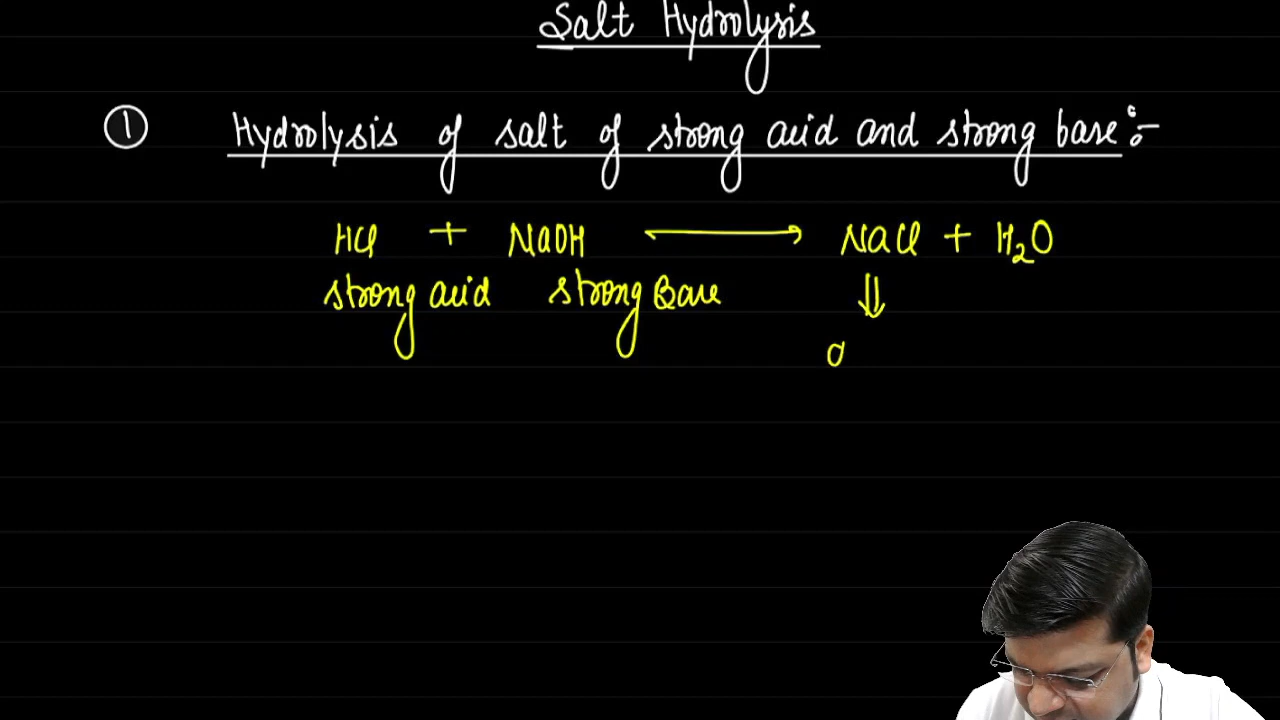 Salt Hydrolysis
① Hydrolysis of salt of strong acid and strong base :-
HCl + NaOH ⟶ NaCl + H₂O
strong acid strong Base ⇓